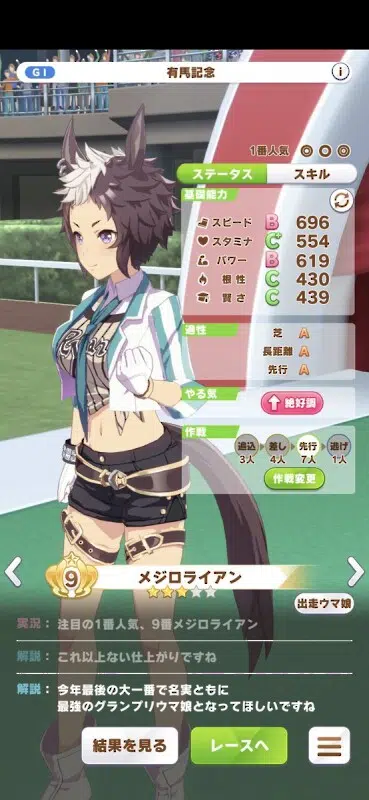 GI
有馬記念
i
1番人気 ◎ ◎ ◎
ステータス スキル
基礎能力
スピード B 696
スタミナ C+ 554
パワー B 619
根性 C 430
賢さ C 439
適性
芝 A
長距離 A
先行 A
やる気
絶好調
作戦
追込 差し 先行 逃げ
3人 4人 7人 1人
作戦変更
9
メジロライアン
出走ウマ娘
実況： 注目の1番人気、9番メジロライアン
解説： これ以上ない仕上がりですね
解説： 今年最後の大一番で名実ともに
最強のグランプリウマ娘となってほしいですね
結果を見る
レースへ